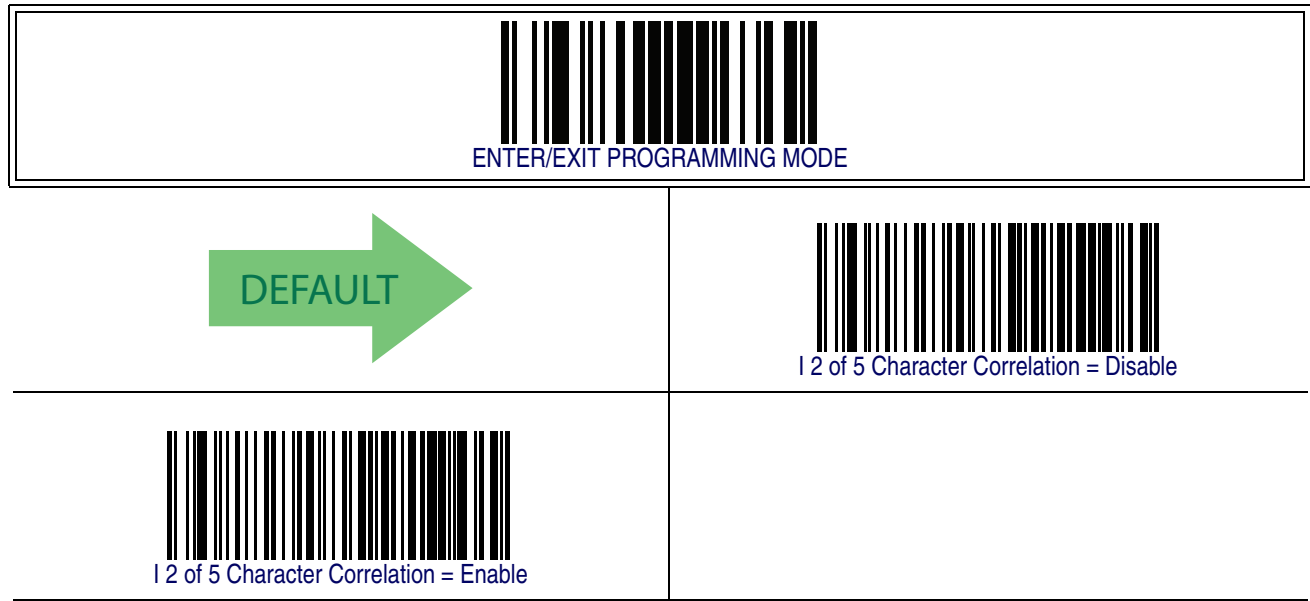 ENTER/EXIT PROGRAMMING MODE
DEFAULT
I 2 of 5 Character Correlation = Disable
I 2 of 5 Character Correlation = Enable